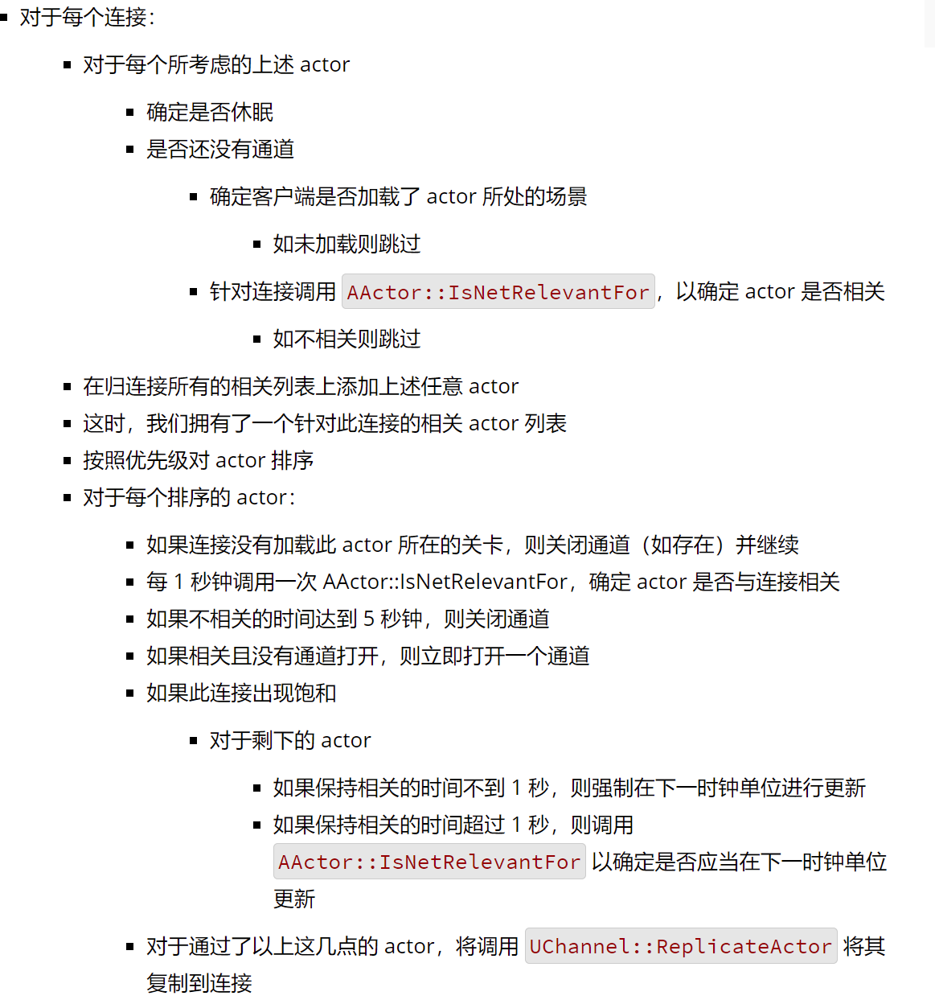 对于每个连接：
对于每个所考虑的上述 actor
确定是否休眠
是否还没有通道
确定客户端是否加载了 actor 所处的场景
如未加载则跳过
针对连接调用 AActor::IsNetRelevantFor，以确定 actor 是否相关
如不相关则跳过
在归连接所有的相关列表上添加上述任意 actor
这时，我们拥有了一个针对此连接的相关 actor 列表
按照优先级对 actor 排序
对于每个排序的 actor：
如果连接没有加载此 actor 所在的关卡，则关闭通道（如存在）并继续
每 1 秒钟调用一次 AActor::IsNetRelevantFor，确定 actor 是否与连接相关
如果不相关的时间达到 5 秒钟，则关闭通道
如果相关且没有通道打开，则立即打开一个通道
如果此连接出现饱和
对于剩下的 actor
如果保持相关的时间不到 1 秒，则强制在下一时钟单位进行更新
如果保持相关的时间超过 1 秒，则调用
AActor::IsNetRelevantFor 以确定是否应当在下一时钟单位
更新
对于通过了以上这几点的 actor，将调用 UChannel::ReplicateActor 将其
复制到连接